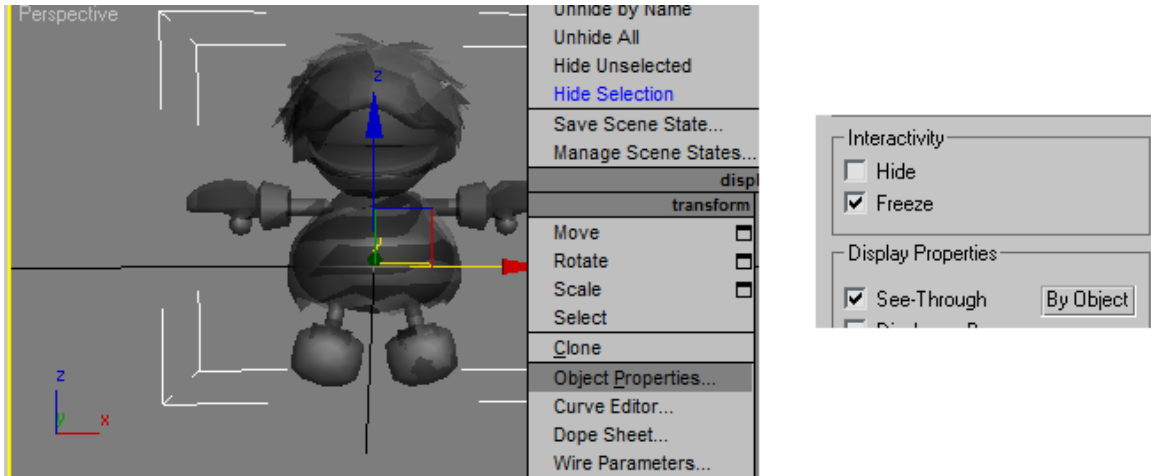 Perspective
Unhide by Name
Unhide All
Hide Unselected
Hide Selection
Save Scene State...
Manage Scene States...
displ
transform
Move
Rotate
Scale
Select
Clone
Object Properties...
Curve Editor...
Dope Sheet...
Wire Parameters...
z
y
z
y
x
Interactivity
Hide
Freeze
Display Properties
See-Through
By Object